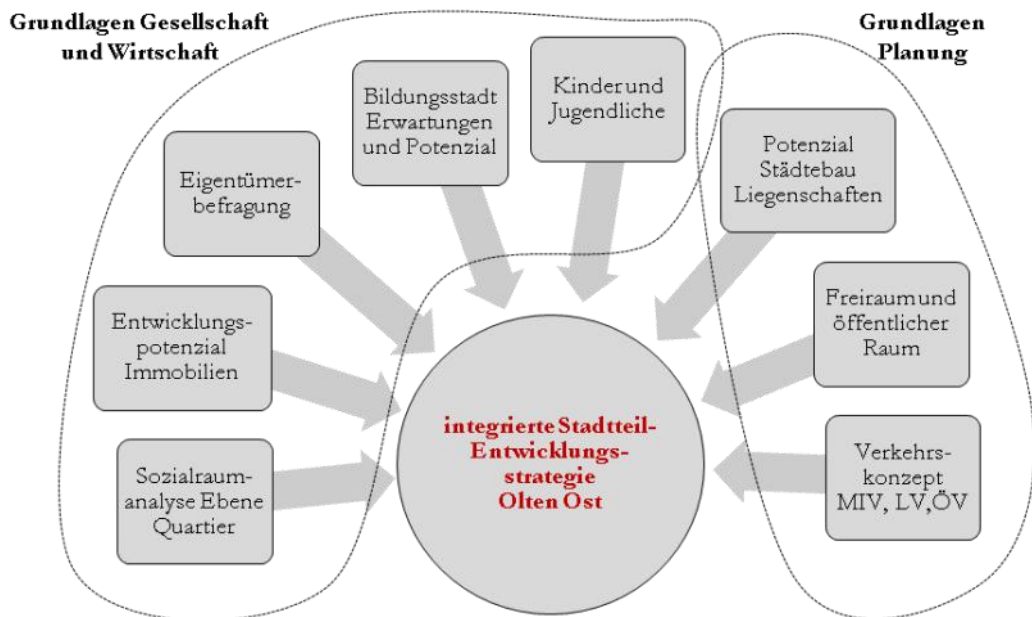 Grundlagen Gesellschaft
und Wirtschaft
Grundlagen
Planung
Kinder und
Jugendliche
Bildungsstadt
Erwartungen
und Potenzial
Potenzial
Städtebau
Liegenschaften
Eigentümer-
befragung
Freiraum und
öffentlicher
Raum
Entwicklungs-
potenzial
Immobilien
integrierte Stadtteil-
Entwicklungs-
strategie
Olten Ost
Verkehrs-
konzept
MIV, LV,ÖV
Sozialraum-
analyse Ebene
Quartier